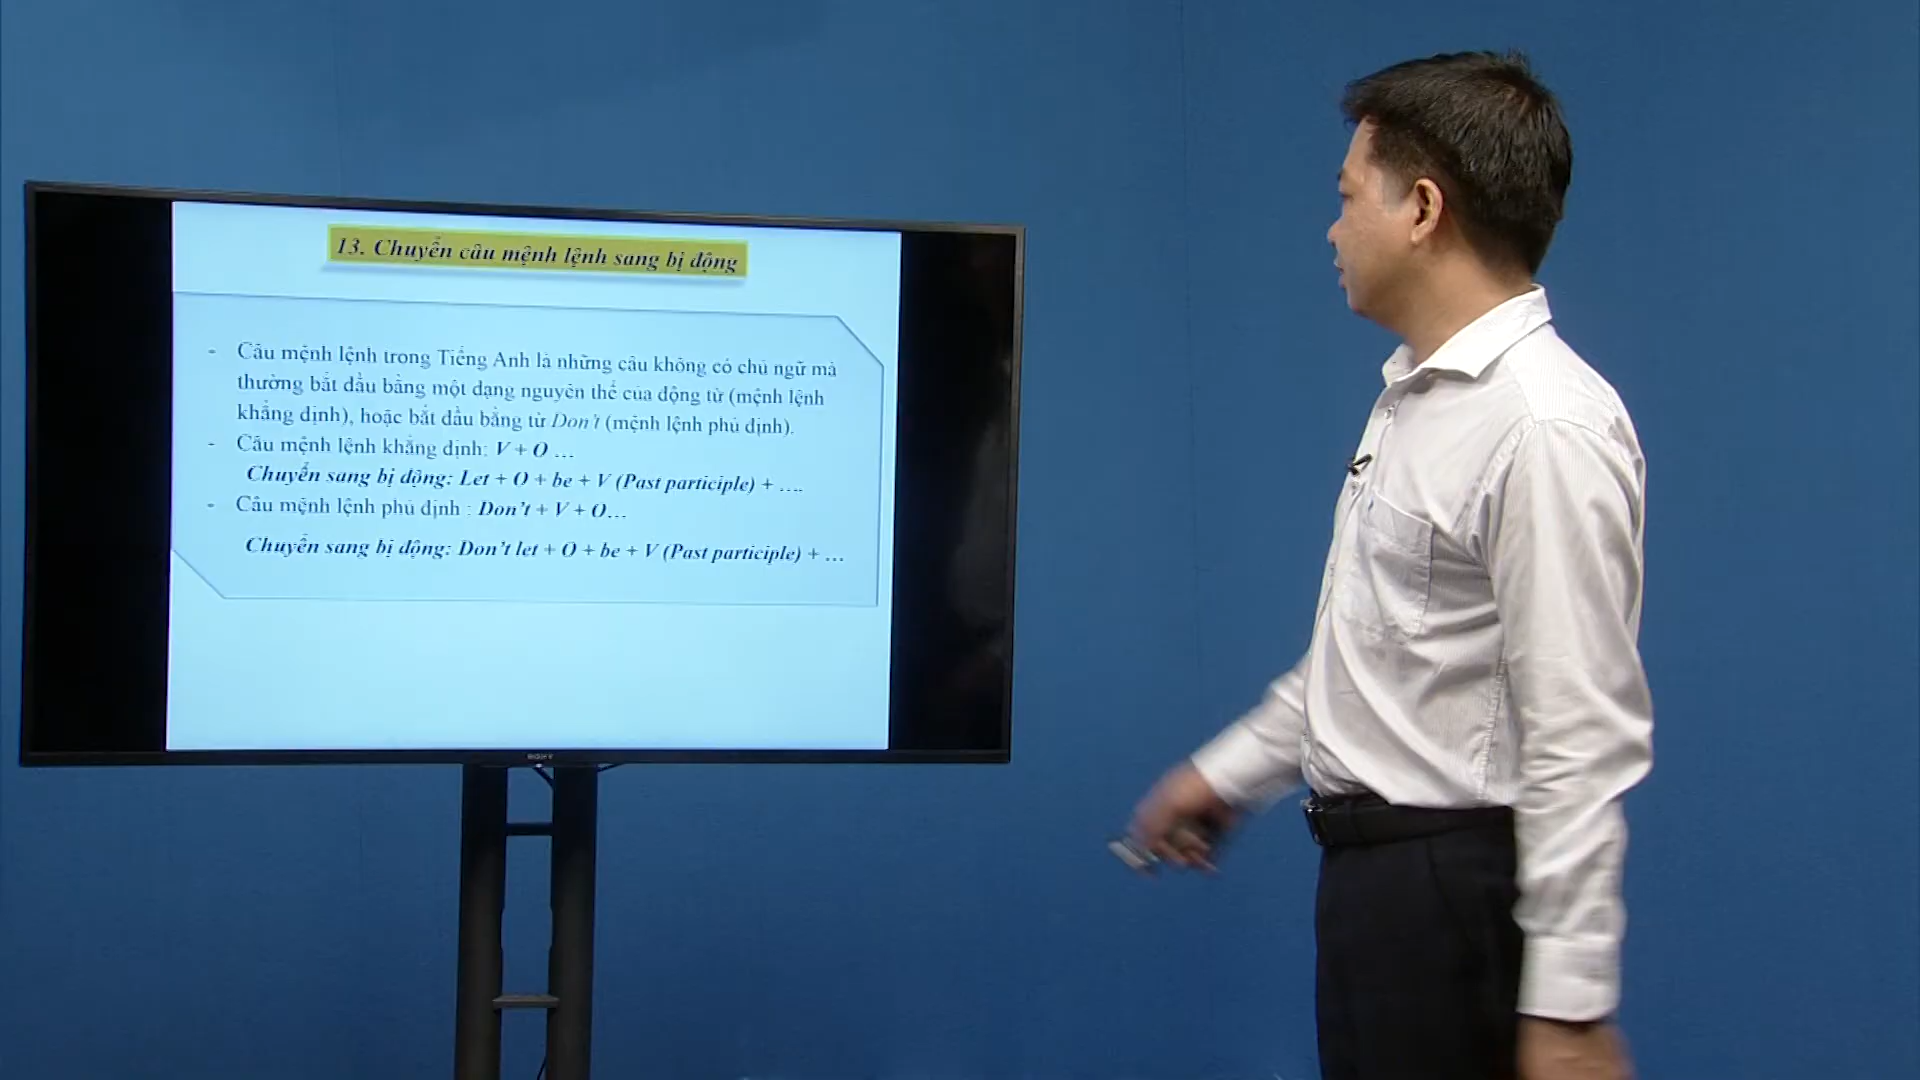 13. Chuyển câu mệnh lệnh sang bị động
- Câu mệnh lệnh trong Tiếng Anh là những câu không có chủ ngữ mà
thường bắt đầu bằng một dạng nguyên thể của động từ (mệnh lệnh
khẳng định), hoặc bắt đầu bằng từ Don't (mệnh lệnh phủ định).
- Câu mệnh lệnh khẳng định: V + O ...
Chuyển sang bị động: Let + O + be + V (Past participle) + ....
- Câu mệnh lệnh phủ định : Don't + V + O...
Chuyển sang bị động: Don't let + O + be + V (Past participle) + ...